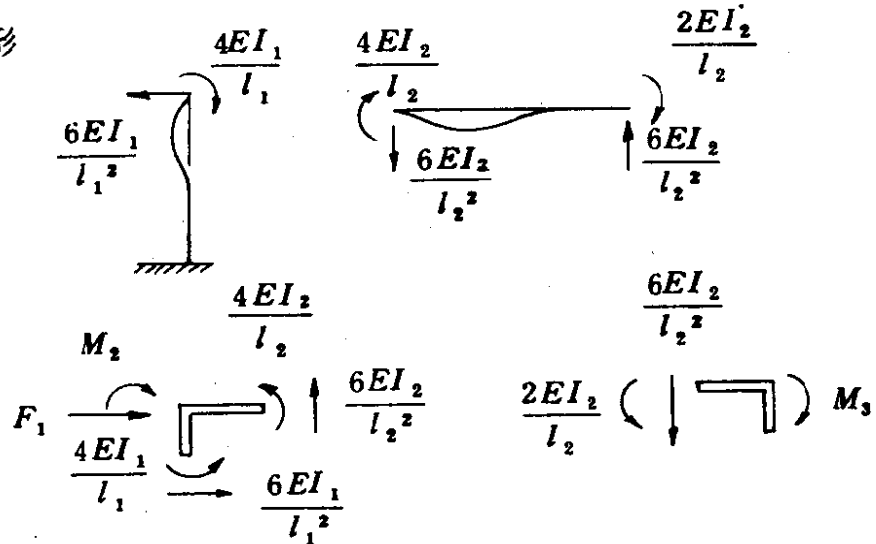 形
4EI₁/l₁
6EI₁/l₁²
4EI₂/l₂
6EI₂/l₂²
2EI₂/l₂
6EI₂/l₂²
M₂
F₁
4EI₁/l₁
4EI₂/l₂
6EI₂/l₂²
6EI₁/l₁²
6EI₂/l₂²
2EI₂/l₂
M₃